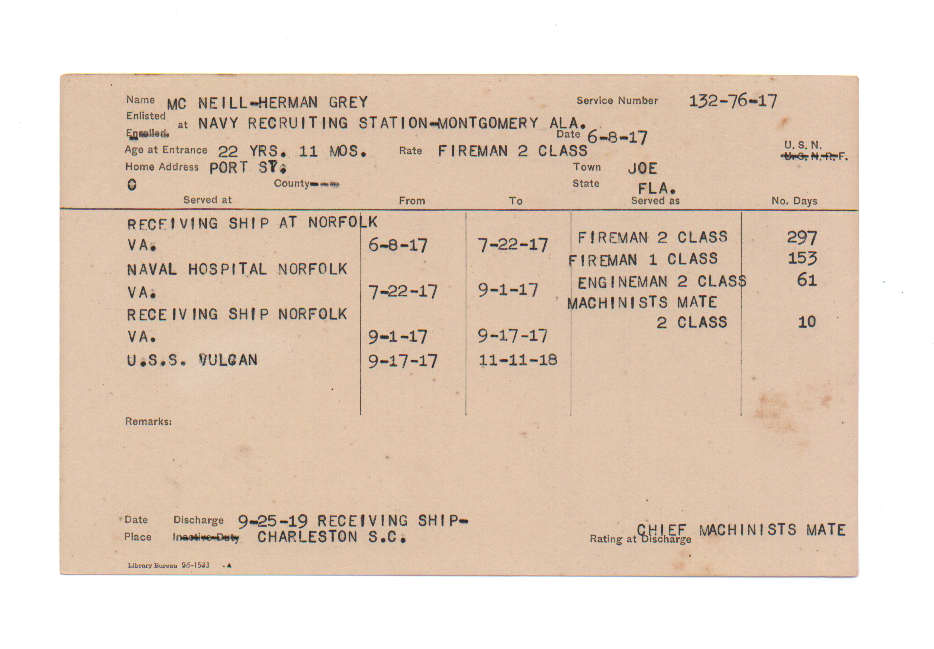 Name MC NEILL-HERMAN GREY Service Number 132-76-17
Enlisted
Enrolled at NAVY RECRUITING STATION-MONTGOMERY ALA. Date 6-8-17
Age at Entrance 22 YRS. 11 MOS. Rate FIREMAN 2 CLASS U. S. N.
U. S. N. R. F.
Home Address PORT ST. Town JOE
O County--- State FLA.
Served at From To Served as No. Days
RECEIVING SHIP AT NORFOLK
VA. 6-8-17 7-22-17 FIREMAN 2 CLASS 297
FIREMAN 1 CLASS 153
NAVAL HOSPITAL NORFOLK
VA. 7-22-17 9-1-17 ENGINEMAN 2 CLASS 61
MACHINISTS MATE
RECEIVING SHIP NORFOLK 2 CLASS 10
VA. 9-1-17 9-17-17
U.S.S. VULCAN 9-17-17 11-11-18
Remarks:
Date Discharge 9-25-19 RECEIVING SHIP-
Place Inactive Duty CHARLESTON S.C. Rating at Discharge CHIEF MACHINISTS MATE
Library Bureau 96-1543 A